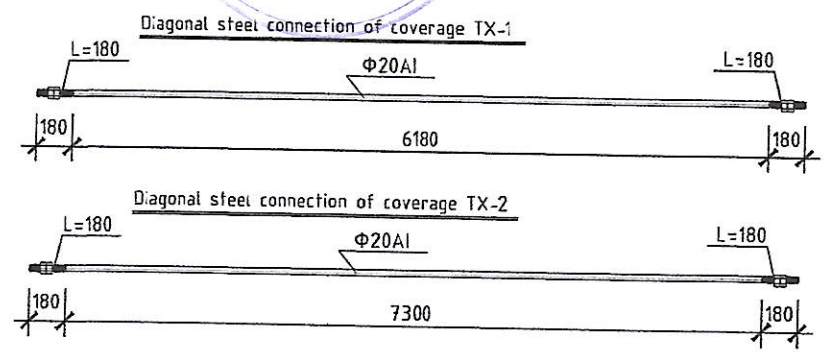 Diagonal steel connection of coverage TX-1
L=180
Φ20AI
L=180
180
6180
180
Diagonal steel connection of coverage TX-2
L=180
Φ20AI
L=180
180
7300
180